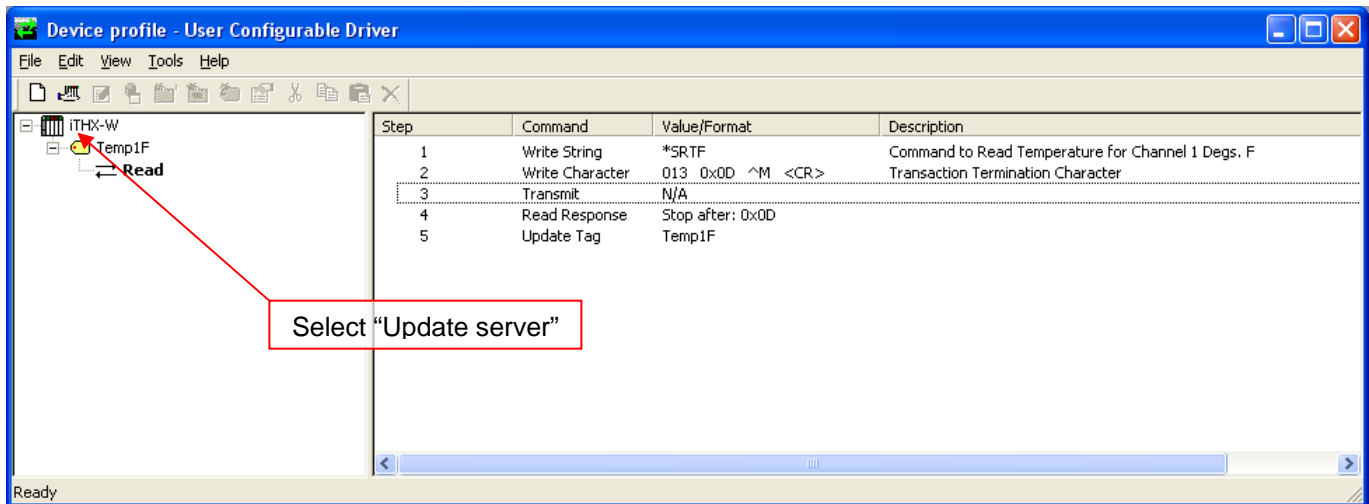 Device profile - User Configurable Driver
File Edit View Tools Help
iTHX-W
Temp1F
Read
Step Command Value/Format Description
1 Write String *SRTF Command to Read Temperature for Channel 1 Degs. F
2 Write Character 013 0x0D ^M <CR> Transaction Termination Character
3 Transmit N/A
4 Read Response Stop after: 0x0D
5 Update Tag Temp1F
Select “Update server”
Ready